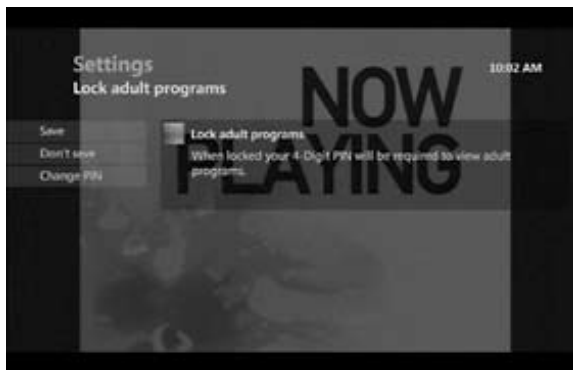 Settings
Lock adult programs
10:02 AM
NOW
PLAYING
Save
Don't save
Change PIN
Lock adult programs
When locked your 4-Digit PIN will be required to view adult
programs.